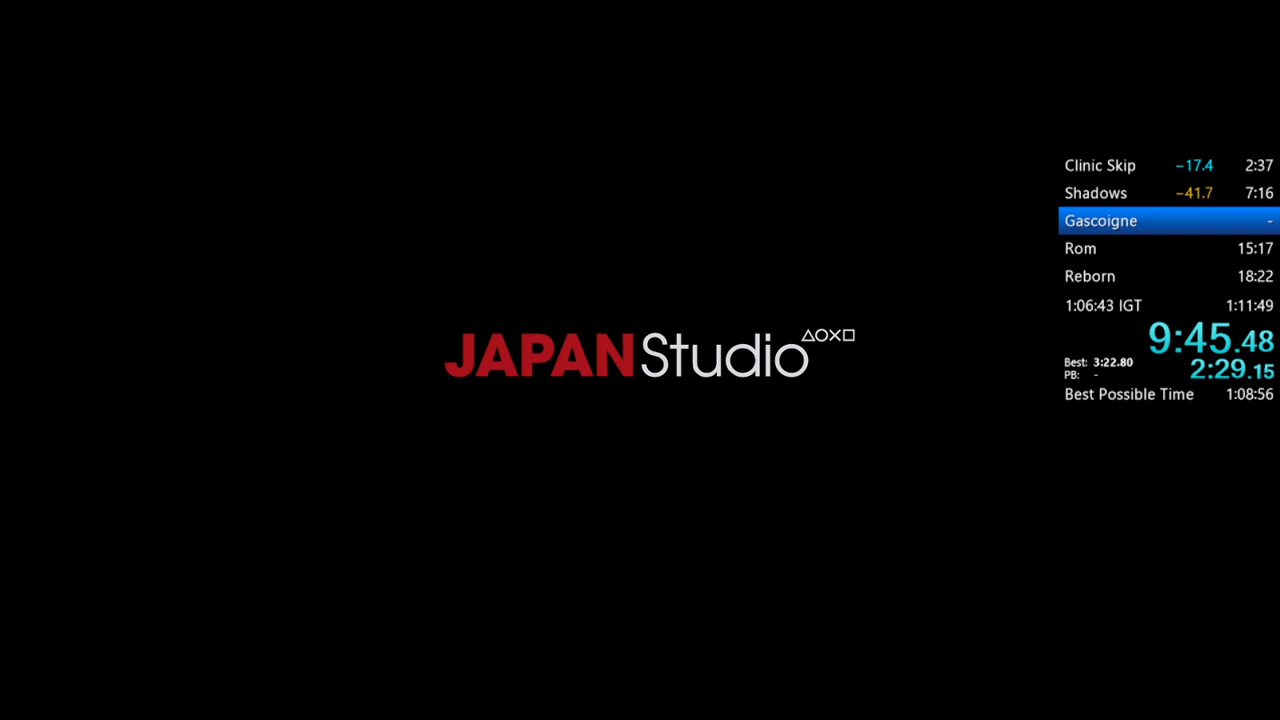 JAPAN Studio △○×□
Clinic Skip −17.4 2:37
Shadows −41.7 7:16
Gascoigne -
Rom 15:17
Reborn 18:22
1:06:43 IGT 1:11:49
9:45.48
Best: 3:22.80
PB: - 2:29.15
Best Possible Time 1:08:56